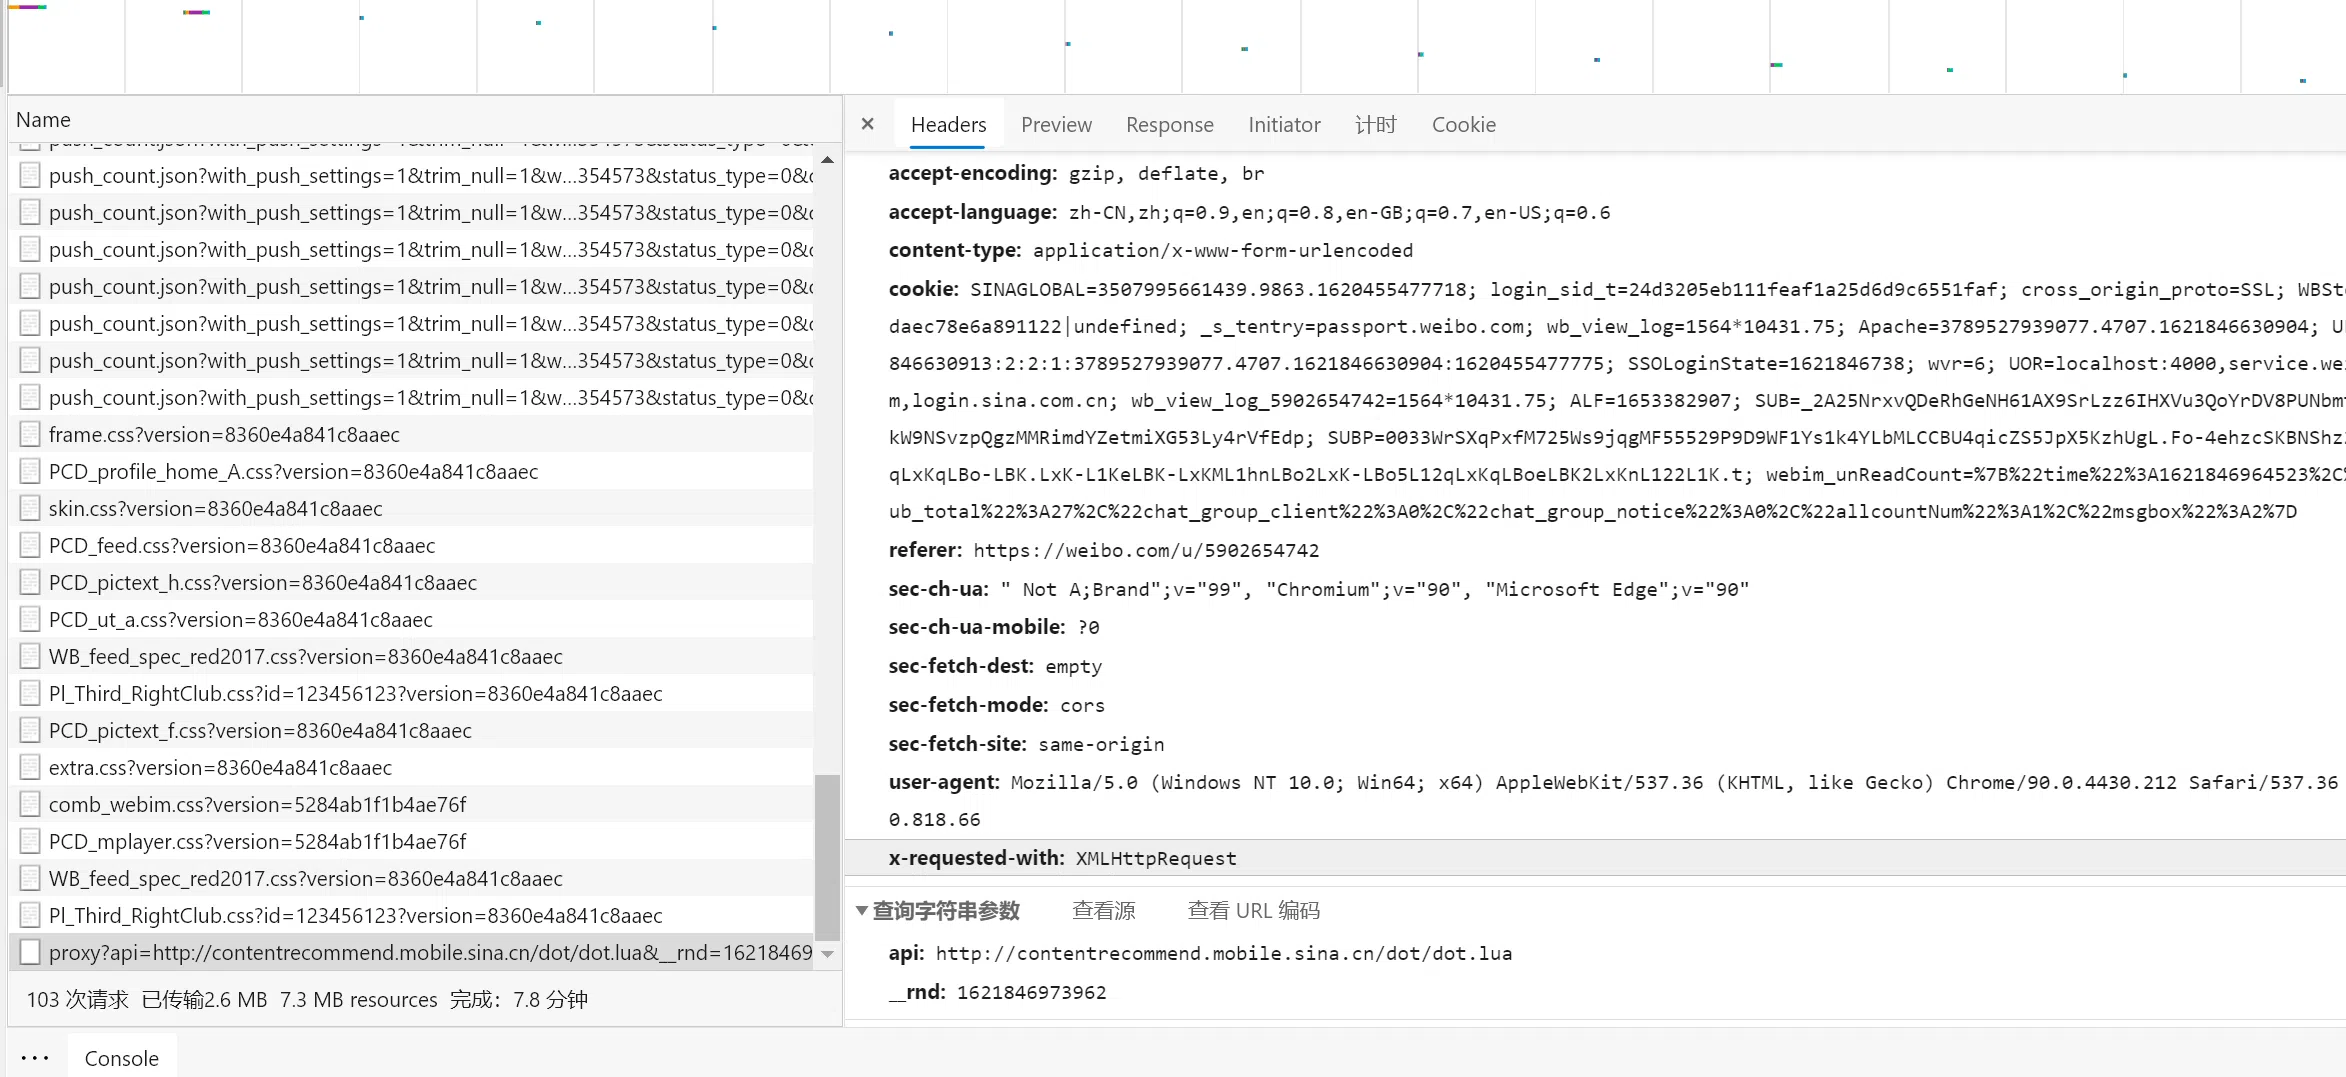 Name
push_count.json?with_push_settings=1&trim_null=1&w...354573&status_type=0&
push_count.json?with_push_settings=1&trim_null=1&w...354573&status_type=0&
push_count.json?with_push_settings=1&trim_null=1&w...354573&status_type=0&
push_count.json?with_push_settings=1&trim_null=1&w...354573&status_type=0&
push_count.json?with_push_settings=1&trim_null=1&w...354573&status_type=0&
push_count.json?with_push_settings=1&trim_null=1&w...354573&status_type=0&
push_count.json?with_push_settings=1&trim_null=1&w...354573&status_type=0&
push_count.json?with_push_settings=1&trim_null=1&w...354573&status_type=0&
frame.css?version=8360e4a841c8aaec
PCD_profile_home_A.css?version=8360e4a841c8aaec
skin.css?version=8360e4a841c8aaec
PCD_feed.css?version=8360e4a841c8aaec
PCD_pictext_h.css?version=8360e4a841c8aaec
PCD_ut_a.css?version=8360e4a841c8aaec
WB_feed_spec_red2017.css?version=8360e4a841c8aaec
Pl_Third_RightClub.css?id=123456123?version=8360e4a841c8aaec
PCD_pictext_f.css?version=8360e4a841c8aaec
extra.css?version=8360e4a841c8aaec
comb_webim.css?version=5284ab1f1b4ae76f
PCD_mplayer.css?version=5284ab1f1b4ae76f
WB_feed_spec_red2017.css?version=8360e4a841c8aaec
Pl_Third_RightClub.css?id=123456123?version=8360e4a841c8aaec
proxy?api=http://contentrecommend.mobile.sina.cn/dot/dot.lua&__rnd=16218469
103 次请求 已传输2.6 MB 7.3 MB resources 完成：7.8 分钟
... Console
× Headers Preview Response Initiator 计时 Cookie
accept-encoding: gzip, deflate, br
accept-language: zh-CN,zh;q=0.9,en;q=0.8,en-GB;q=0.7,en-US;q=0.6
content-type: application/x-www-form-urlencoded
cookie: SINAGLOBAL=3507995661439.9863.1620455477718; login_sid_t=24d3205eb111feaf1a25d6d9c6551faf; cross_origin_proto=SSL; WBSt
daec78e6a891122|undefined; _s_tentry=passport.weibo.com; wb_view_log=1564*10431.75; Apache=3789527939077.4707.1621846630904; U
846630913:2:2:1:3789527939077.4707.1621846630904:1620455477775; SSOLoginState=1621846738; wvr=6; UOR=localhost:4000,service.we
m,login.sina.com.cn; wb_view_log_5902654742=1564*10431.75; ALF=1653382907; SUB=_2A25NrxvQDeRhGeNH61AX9SrLzz6IHXVu3QoYrDV8PUNbm
kW9NSvzpQgzMMRimdYZetmiXG53Ly4rVfEdp; SUBP=0033WrSXqPxfM725Ws9jqgMF55529P9D9WF1Ys1k4YLbMLCCBU4qicZS5JpX5KzhUgL.Fo-4ehzcSKBNShz
qLxKqLBo-LBK.LxK-L1KeLBK-LxKML1hnLBo2LxK-LBo5L12qLxKqLBoeLBK2LxKnL122L1K.t; webim_unReadCount=%7B%22time%22%3A1621846964523%2C%
ub_total%22%3A27%2C%22chat_group_client%22%3A0%2C%22chat_group_notice%22%3A0%2C%22allcountNum%22%3A1%2C%22msgbox%22%3A2%7D
referer: https://weibo.com/u/5902654742
sec-ch-ua: " Not A;Brand";v="99", "Chromium";v="90", "Microsoft Edge";v="90"
sec-ch-ua-mobile: ?0
sec-fetch-dest: empty
sec-fetch-mode: cors
sec-fetch-site: same-origin
user-agent: Mozilla/5.0 (Windows NT 10.0; Win64; x64) AppleWebKit/537.36 (KHTML, like Gecko) Chrome/90.0.4430.212 Safari/537.36
0.818.66
x-requested-with: XMLHttpRequest
查询字符串参数 查看源 查看 URL 编码
api: http://contentrecommend.mobile.sina.cn/dot/dot.lua
__rnd: 1621846973962